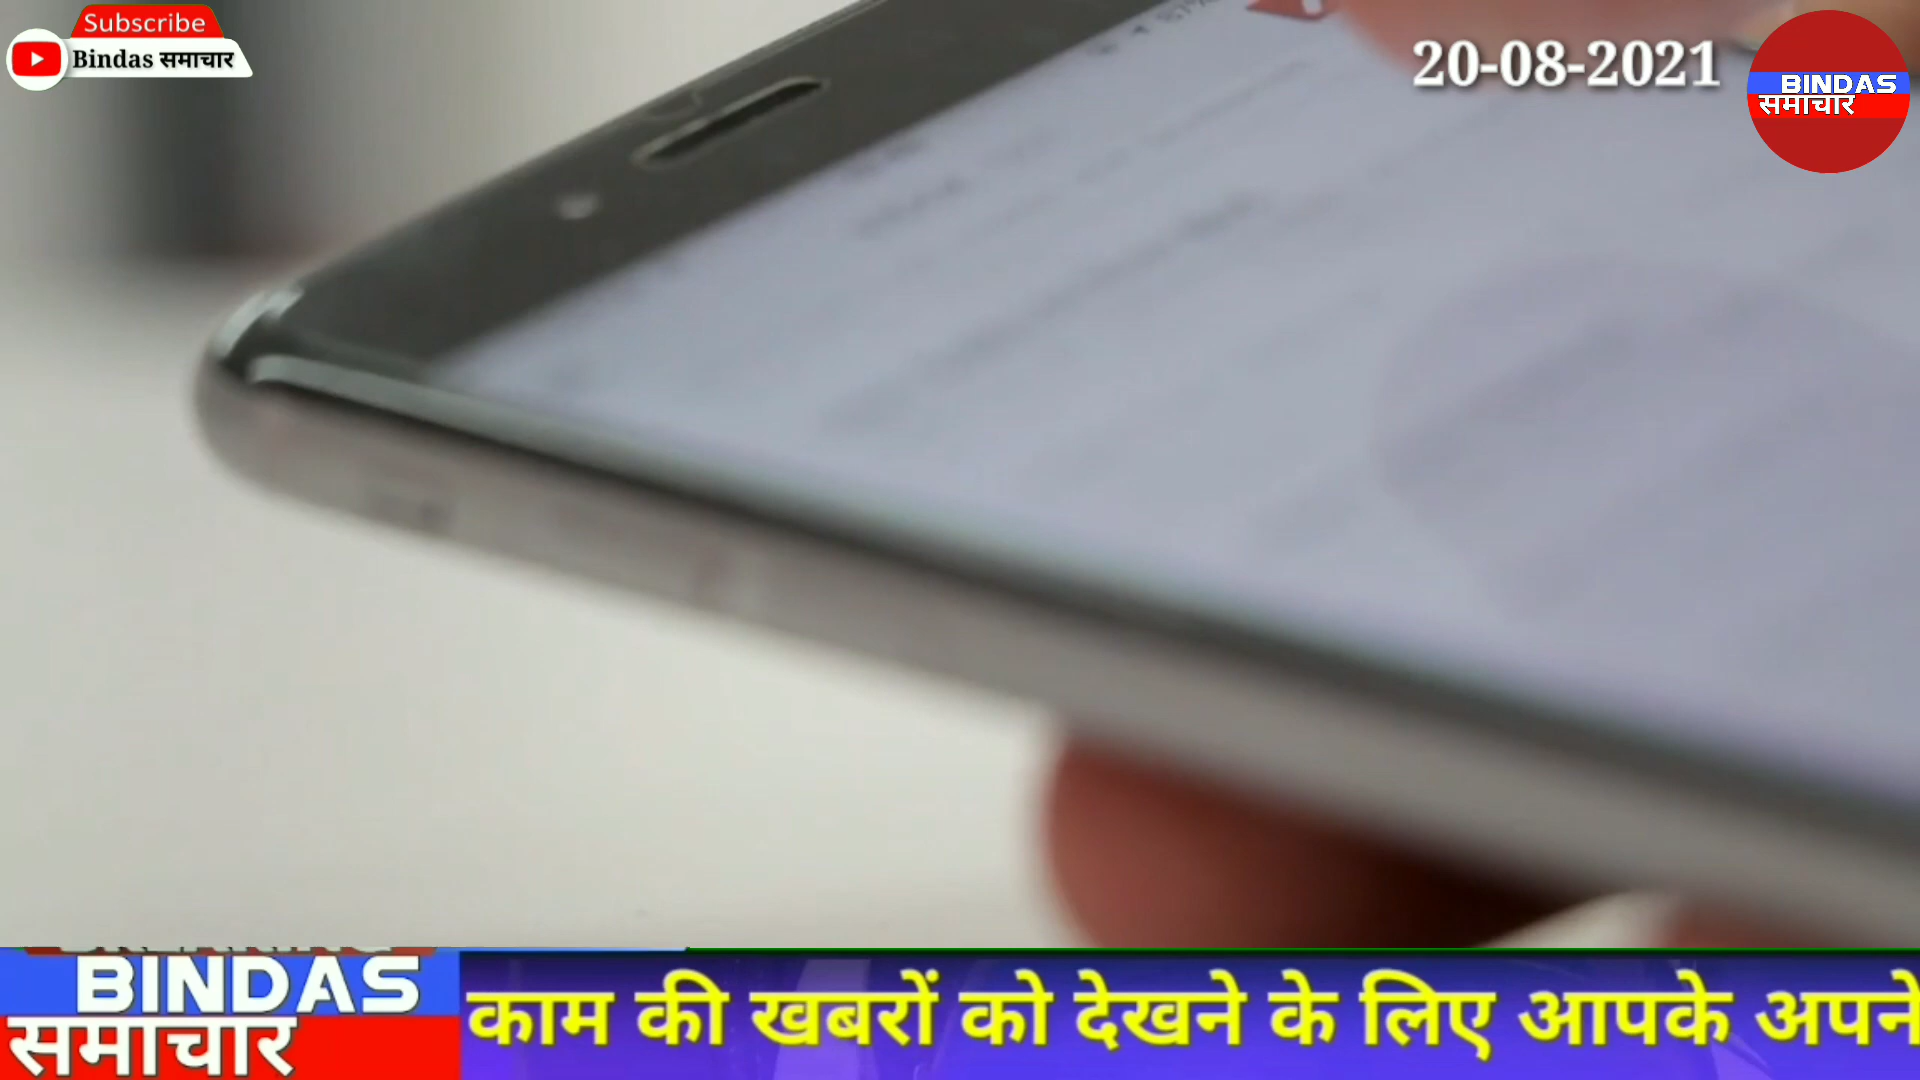 Subscribe
Bindas समाचार
20-08-2021
BINDAS
समाचार
BINDAS
समाचार
काम की खबरों को देखने के लिए आपके अपने